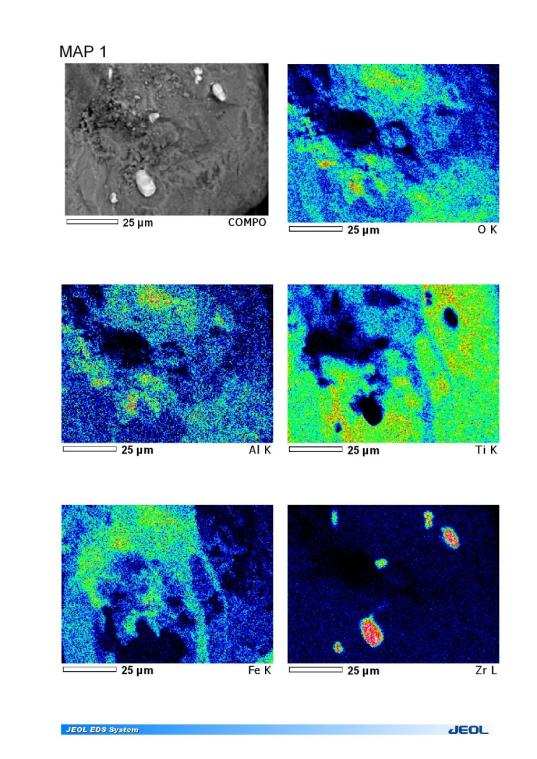 MAP 1
25 µm COMPO
25 µm O K
25 µm Al K
25 µm Ti K
25 µm Fe K
25 µm Zr L
JEOL EDS System JEOL